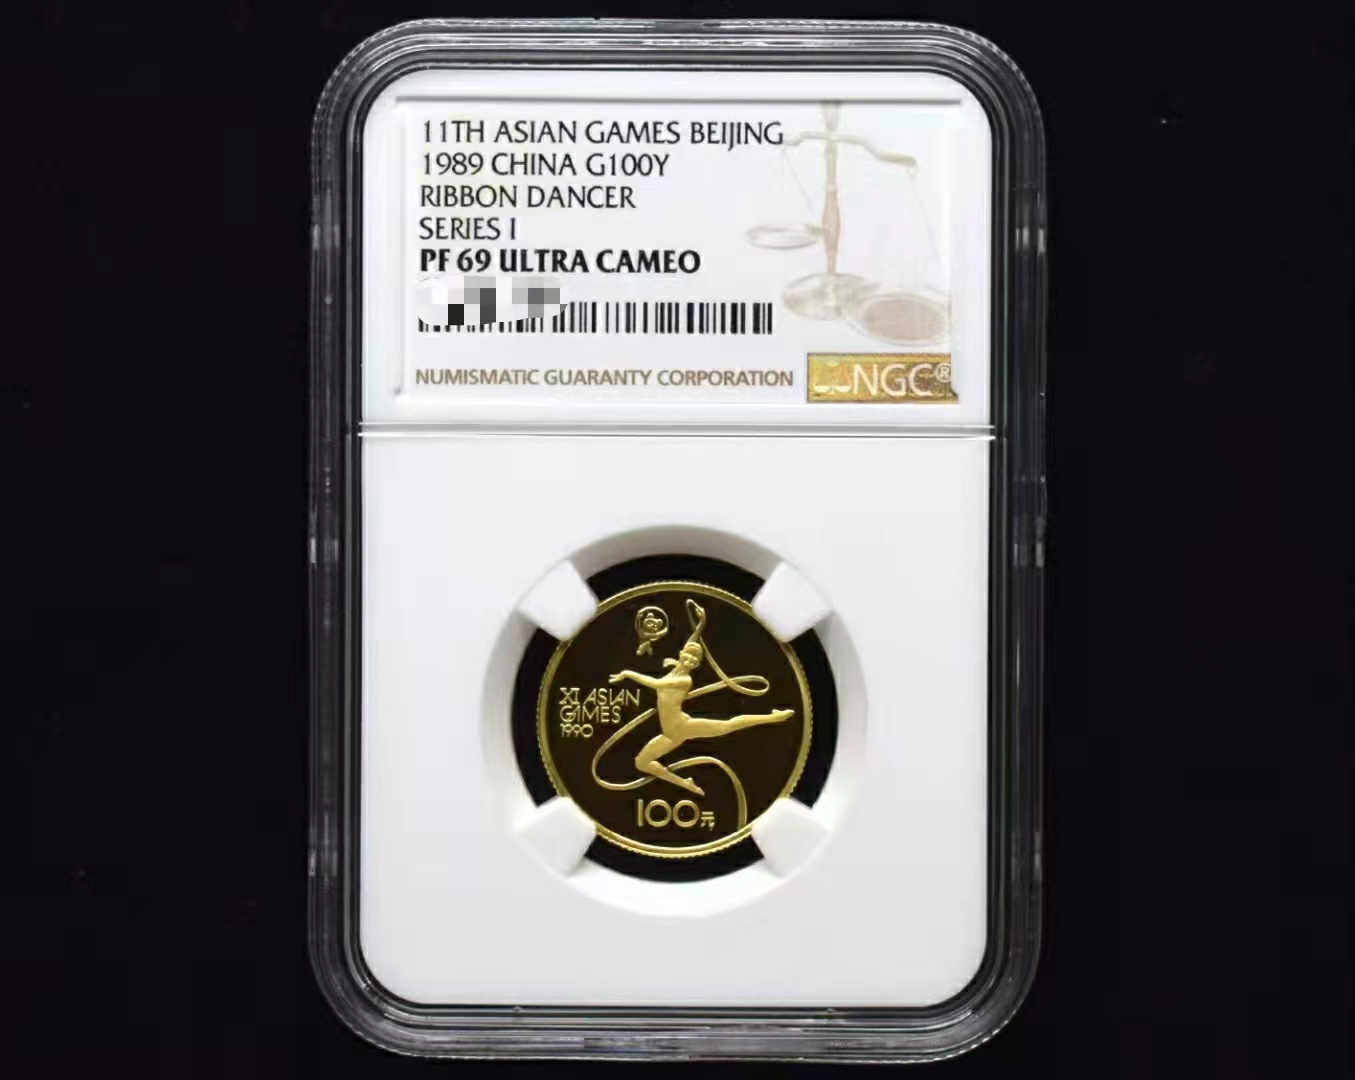 11TH ASIAN GAMES BEIJING
1989 CHINA G100Y
RIBBON DANCER
SERIES I
PF 69 ULTRA CAMEO
NUMISMATIC GUARANTY CORPORATION
NGC®
XI ASIAN
GAMES
1990
100元